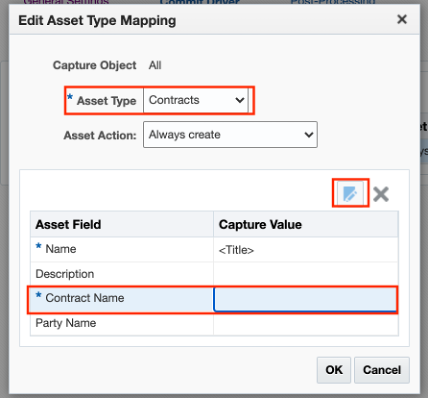 General Settings Commit Driver Post-Processing
Edit Asset Type Mapping
Capture Object All
* Asset Type Contracts
Asset Action: Always create
Asset Field Capture Value
* Name <Title>
Description
* Contract Name
Party Name
OK Cancel